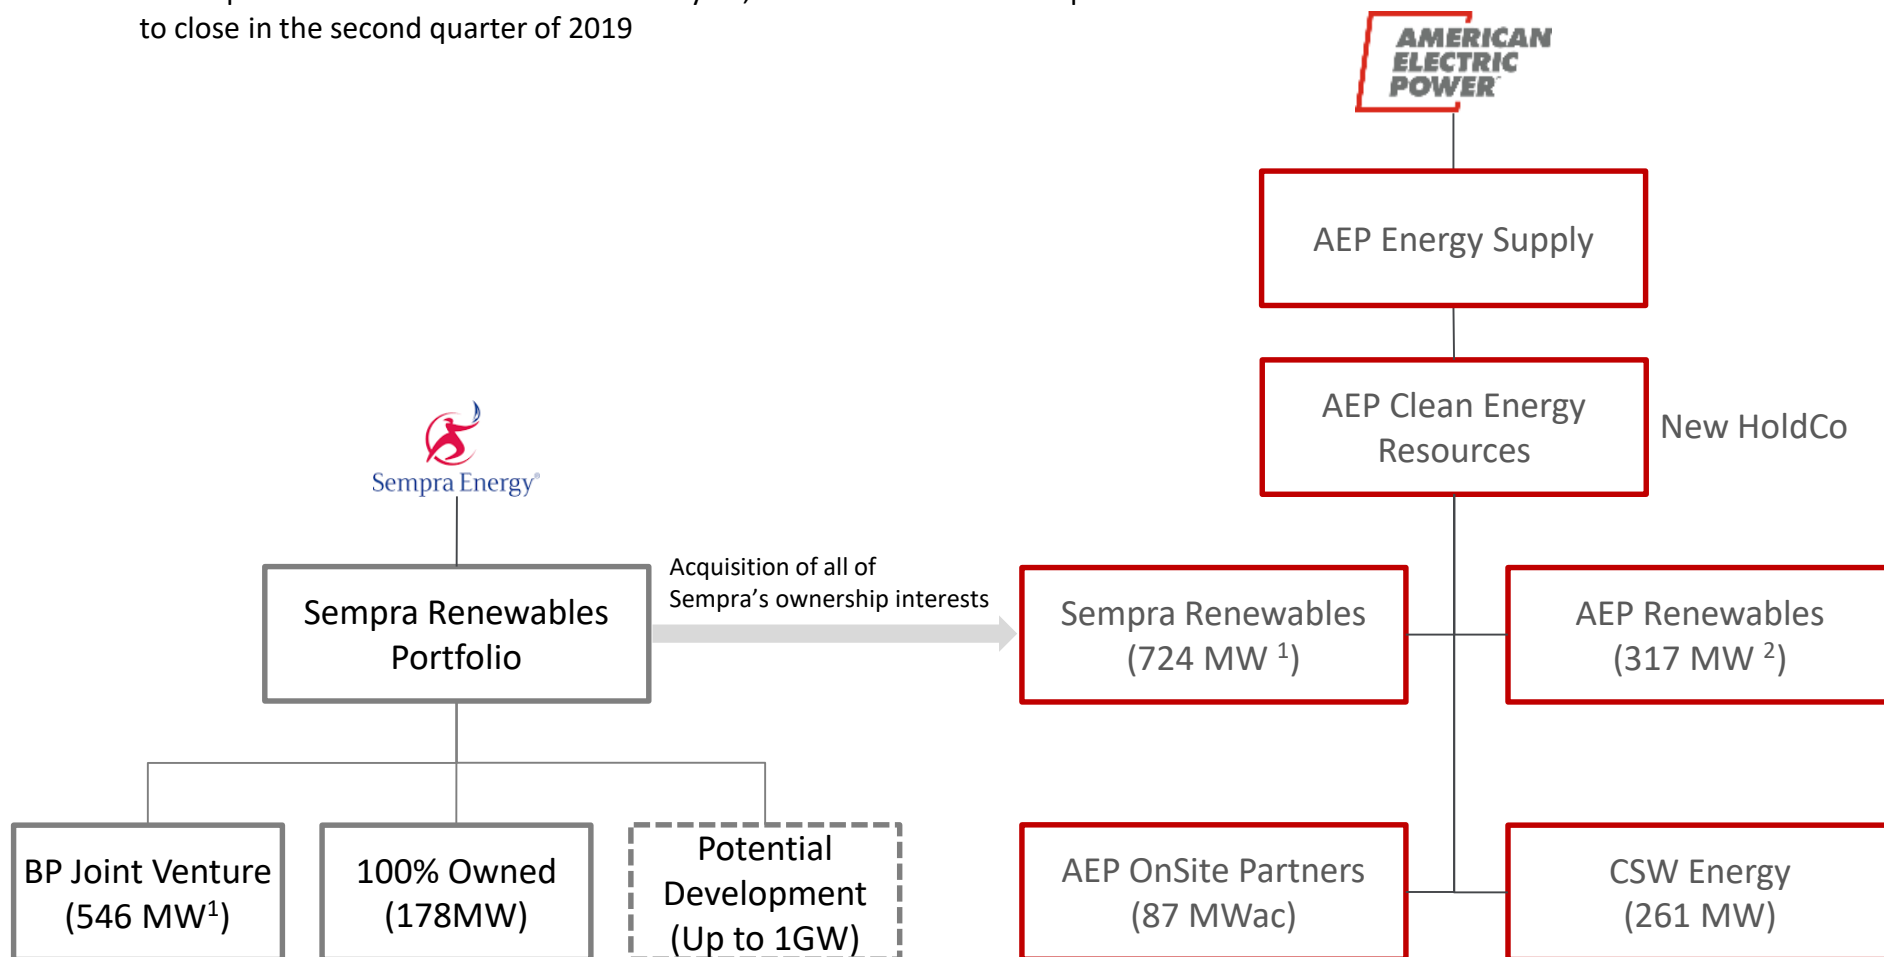 to close in the second quarter of 2019
AMERICAN
ELECTRIC
POWER
AEP Energy Supply
AEP Clean Energy
Resources
New HoldCo
Sempra Energy®
Sempra Renewables
Portfolio
Acquisition of all of
Sempra’s ownership interests
Sempra Renewables
(724 MW ¹)
AEP Renewables
(317 MW ²)
BP Joint Venture
(546 MW¹)
100% Owned
(178MW)
Potential
Development
(Up to 1GW)
AEP OnSite Partners
(87 MWac)
CSW Energy
(261 MW)